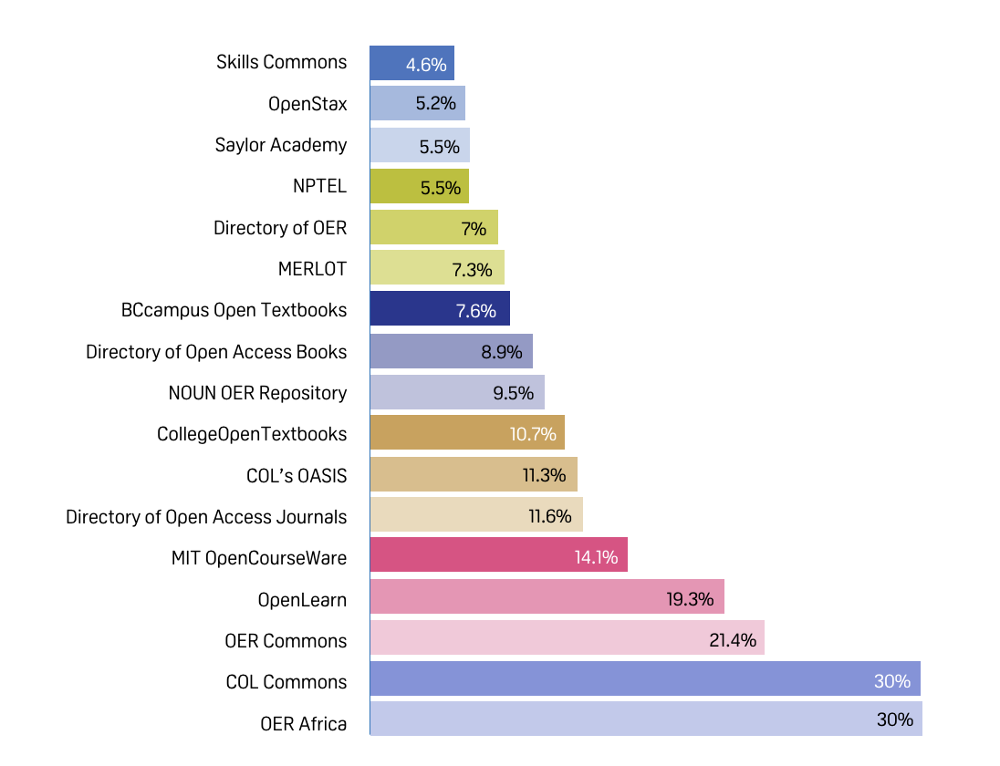 Skills Commons 4.6%
OpenStax 5.2%
Saylor Academy 5.5%
NPTEL 5.5%
Directory of OER 7%
MERLOT 7.3%
BCcampus Open Textbooks 7.6%
Directory of Open Access Books 8.9%
NOUN OER Repository 9.5%
CollegeOpenTextbooks 10.7%
COL's OASIS 11.3%
Directory of Open Access Journals 11.6%
MIT OpenCourseWare 14.1%
OpenLearn 19.3%
OER Commons 21.4%
COL Commons 30%
OER Africa 30%